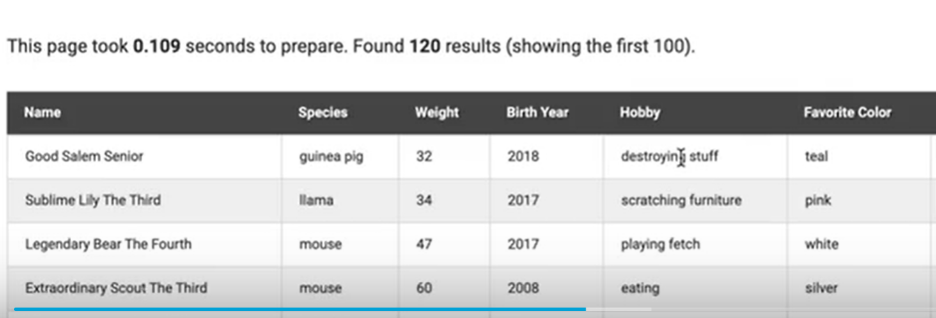 This page took 0.109 seconds to prepare. Found 120 results (showing the first 100).
Name Species Weight Birth Year Hobby Favorite Color
Good Salem Senior guinea pig 32 2018 destroying stuff teal
Sublime Lily The Third llama 34 2017 scratching furniture pink
Legendary Bear The Fourth mouse 47 2017 playing fetch white
Extraordinary Scout The Third mouse 60 2008 eating silver